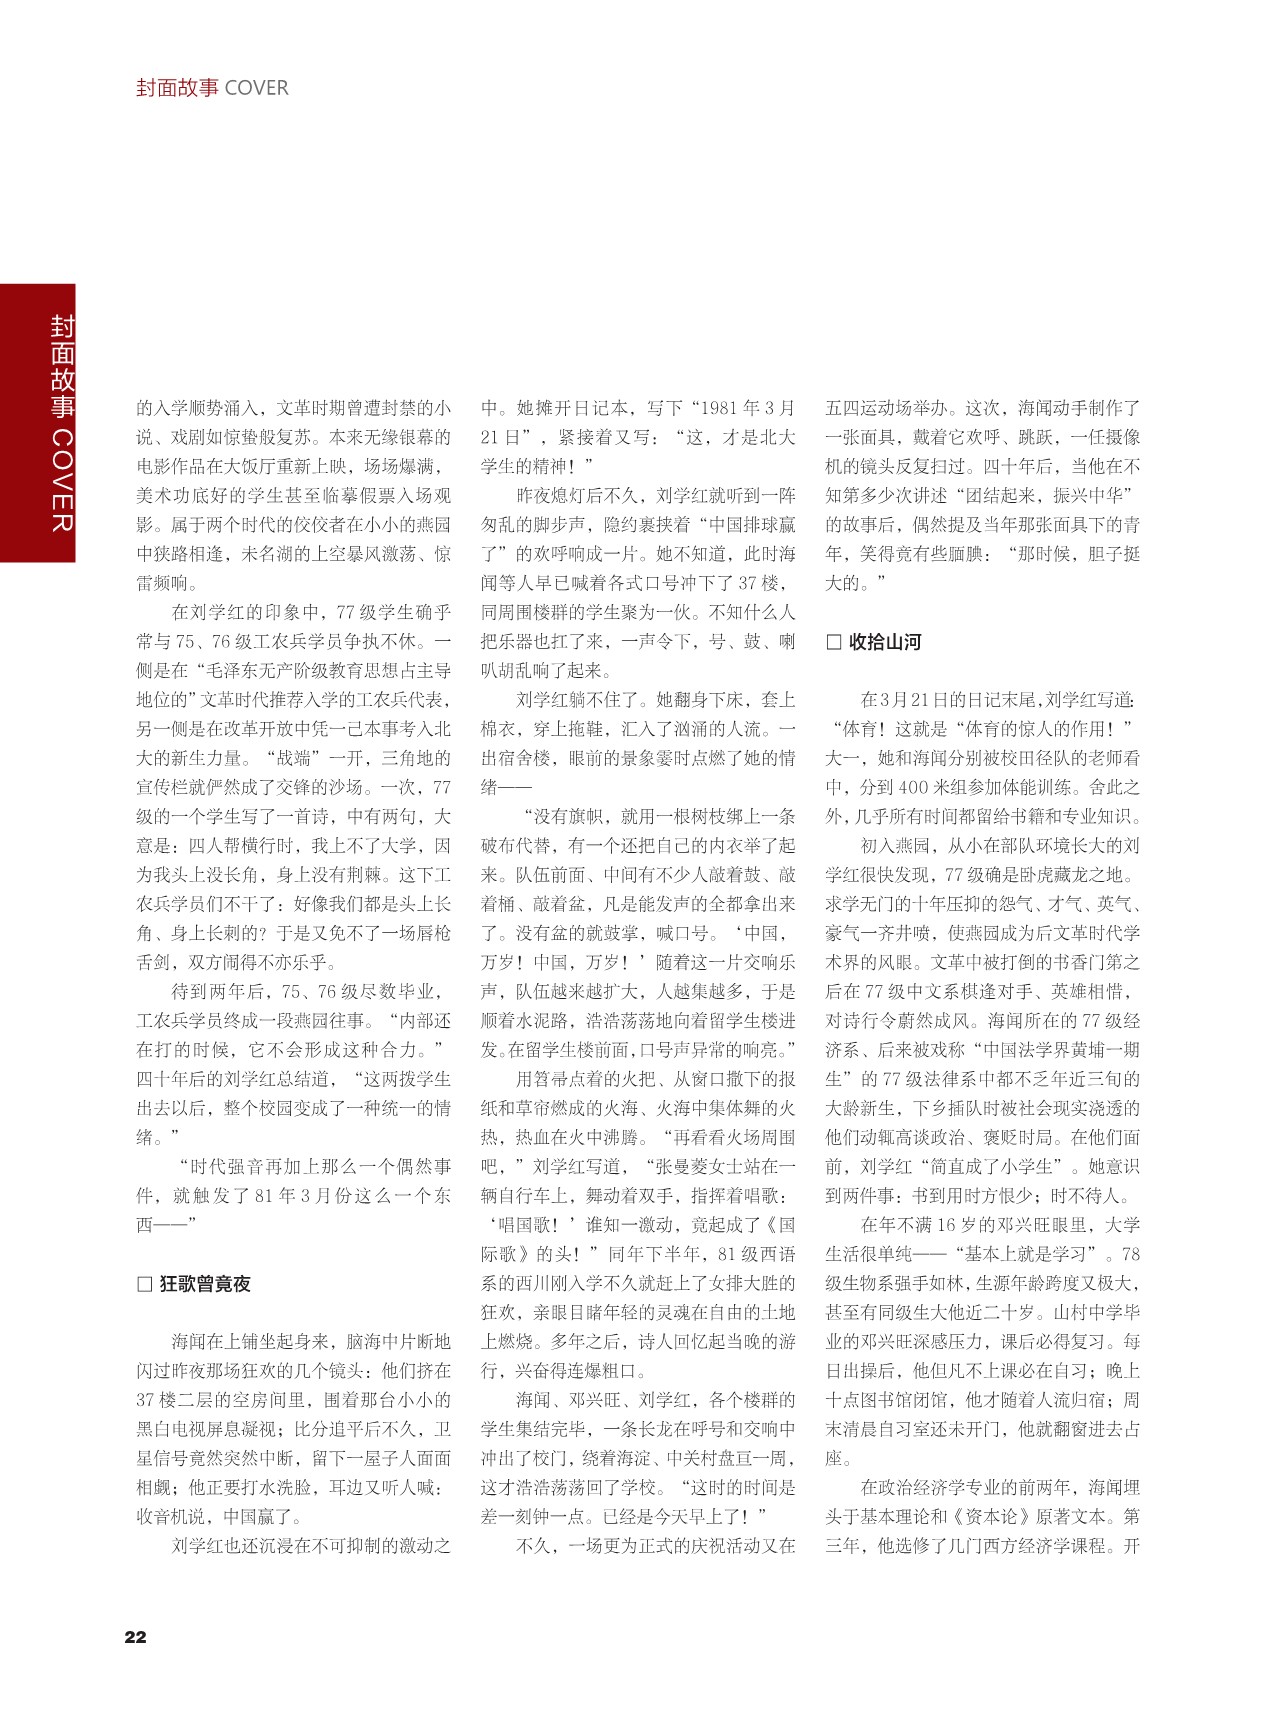 封面故事 COVER
封面故事 COVER
的入学顺势涌入，文革时期曾遭封禁的小
说、戏剧如惊蛰般复苏。本来无缘银幕的
电影作品在大饭厅重新上映，场场爆满，
美术功底好的学生甚至临摹假票入场观
影。属于两个时代的佼佼者在小小的燕园
中狭路相逢，未名湖的上空暴风激荡、惊
雷频响。
在刘学红的印象中，77 级学生确乎
常与 75、76 级工农兵学员争执不休。一
侧是在“毛泽东无产阶级教育思想占主导
地位的”文革时代推荐入学的工农兵代表，
另一侧是在改革开放中凭一己本事考入北
大的新生力量。“战端”一开，三角地的
宣传栏就俨然成了交锋的沙场。一次，77
级的一个学生写了一首诗，中有两句，大
意是：四人帮横行时，我上不了大学，因
为我头上没长角，身上没有荆棘。这下工
农兵学员们不干了：好像我们都是头上长
角、身上长刺的？于是又免不了一场唇枪
舌剑，双方闹得不亦乐乎。
待到两年后，75、76 级尽数毕业，
工农兵学员终成一段燕园往事。“内部还
在打的时候，它不会形成这种合力。”
四十年后的刘学红总结道，“这两拨学生
出去以后，整个校园变成了一种统一的情
绪。”
“时代强音再加上那么一个偶然事
件，就触发了 81 年 3 月份这么一个东
西——”
□ 狂歌曾竟夜
海闻在上铺坐起身来，脑海中片断地
闪过昨夜那场狂欢的几个镜头：他们挤在
37 楼二层的空房间里，围着那台小小的
黑白电视屏息凝视；比分追平后不久，卫
星信号竟然突然中断，留下一屋子人面面
相觑；他正要打水洗脸，耳边又听人喊：
收音机说，中国赢了。
刘学红也还沉浸在不可抑制的激动之
中。她摊开日记本，写下“1981 年 3 月
21 日”，紧接着又写：“这，才是北大
学生的精神！”
昨夜熄灯后不久，刘学红就听到一阵
匆乱的脚步声，隐约裹挟着“中国排球赢
了”的欢呼响成一片。她不知道，此时海
闻等人早已喊着各式口号冲下了 37 楼，
同周围楼群的学生聚为一伙。不知什么人
把乐器也扛了来，一声令下，号、鼓、喇
叭胡乱响了起来。
刘学红躺不住了。她翻身下床，套上
棉衣，穿上拖鞋，汇入了汹涌的人流。一
出宿舍楼，眼前的景象霎时点燃了她的情
绪——
“没有旗帜，就用一根树枝绑上一条
破布代替，有一个还把自己的内衣举了起
来。队伍前面、中间有不少人敲着鼓、敲
着桶、敲着盆，凡是能发声的全都拿出来
了。没有盆的就鼓掌，喊口号。‘中国，
万岁！中国，万岁！’随着这一片交响乐
声，队伍越来越扩大，人越集越多，于是
顺着水泥路，浩浩荡荡地向着留学生楼进
发。在留学生楼前面，口号声异常的响亮。”
用笤帚点着的火把、从窗口撒下的报
纸和草帘燃成的火海、火海中集体舞的火
热，热血在火中沸腾。“再看看火场周围
吧，”刘学红写道，“张曼菱女士站在一
辆自行车上，舞动着双手，指挥着唱歌：
‘唱国歌！’谁知一激动，竟起成了《国
际歌》的头！”同年下半年，81 级西语
系的西川刚入学不久就赶上了女排大胜的
狂欢，亲眼目睹年轻的灵魂在自由的土地
上燃烧。多年之后，诗人回忆起当晚的游
行，兴奋得连爆粗口。
海闻、邓兴旺、刘学红，各个楼群的
学生集结完毕，一条长龙在呼号和交响中
冲出了校门，绕着海淀、中关村盘亘一周，
这才浩浩荡荡回了学校。“这时的时间是
差一刻钟一点。已经是今天早上了！”
不久，一场更为正式的庆祝活动又在
五四运动场举办。这次，海闻动手制作了
一张面具，戴着它欢呼、跳跃，一任摄像
机的镜头反复扫过。四十年后，当他在不
知第多少次讲述“团结起来，振兴中华”
的故事后，偶然提及当年那张面具下的青
年，笑得竟有些腼腆：“那时候，胆子挺
大的。”
□ 收拾山河
在3月21日的日记末尾，刘学红写道：
“体育！这就是“体育的惊人的作用！”
大一，她和海闻分别被校田径队的老师看
中，分到 400 米组参加体能训练。舍此之
外，几乎所有时间都留给书籍和专业知识。
初入燕园，从小在部队环境长大的刘
学红很快发现，77 级确是卧虎藏龙之地。
求学无门的十年压抑的怨气、才气、英气、
豪气一齐井喷，使燕园成为后文革时代学
术界的风眼。文革中被打倒的书香门第之
后在 77 级中文系棋逢对手、英雄相惜，
对诗行令蔚然成风。海闻所在的 77 级经
济系、后来被戏称“中国法学界黄埔一期
生”的 77 级法律系中都不乏年近三旬的
大龄新生，下乡插队时被社会现实浇透的
他们动辄高谈政治、褒贬时局。在他们面
前，刘学红“简直成了小学生”。她意识
到两件事：书到用时方恨少；时不待人。
在年不满 16 岁的邓兴旺眼里，大学
生活很单纯——“基本上就是学习”。78
级生物系强手如林，生源年龄跨度又极大，
甚至有同级生大他近二十岁。山村中学毕
业的邓兴旺深感压力，课后必得复习。每
日出操后，他但凡不上课必在自习；晚上
十点图书馆闭馆，他才随着人流归宿；周
末清晨自习室还未开门，他就翻窗进去占
座。
在政治经济学专业的前两年，海闻埋
头于基本理论和《资本论》原著文本。第
三年，他选修了几门西方经济学课程。开
22